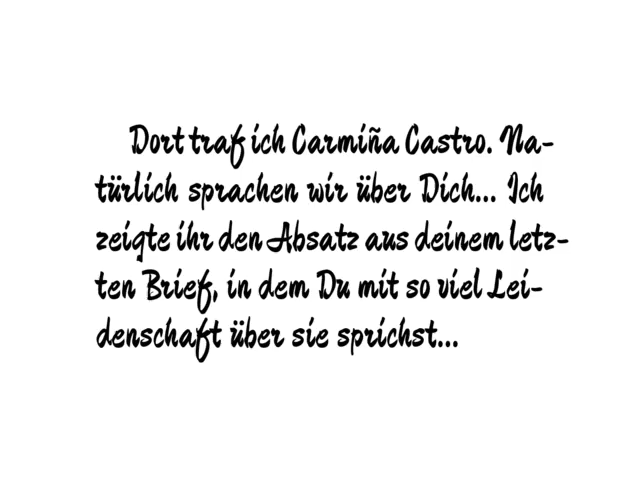 Dort traf ich Carmiña Castro. Na-
türlich sprachen wir über Dich... Ich
zeigte ihr den Absatz aus deinem letz-
ten Brief, in dem Du mit so viel Lei-
denschaft über sie sprichst...